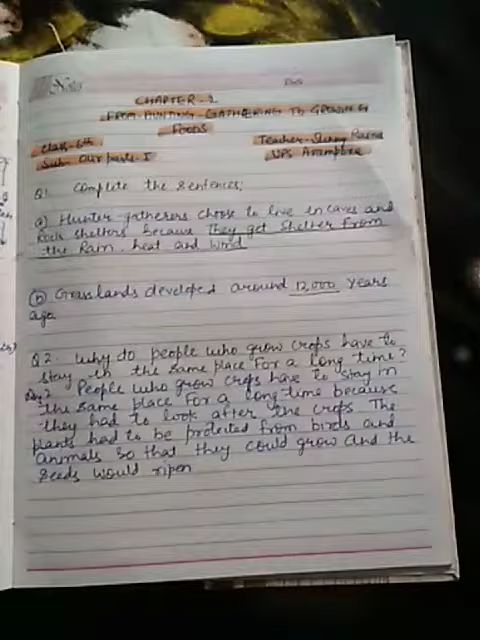 Notes
Date
CHAPTER-2
FROM HUNTING-GATHERING TO GROWING
FOODS
Class-6th
Teacher-
Sub- Our pasts-I
UPS Arampora
Q1. Complete the sentences:
(a) Hunter-gatherers choose to live in caves and
Rock shelters because They get shelter from
the Rain, heat and wind
(b) Grasslands developed around 12,000 years
ago
Q2. Why do people who grow crops have to
stay in the same place for a long time?
People who grow crops have to stay in
the same place for a long time because
they had to look after the crops The
plants had to be protected from birds and
animals so that they could grow and the
seeds would ripen